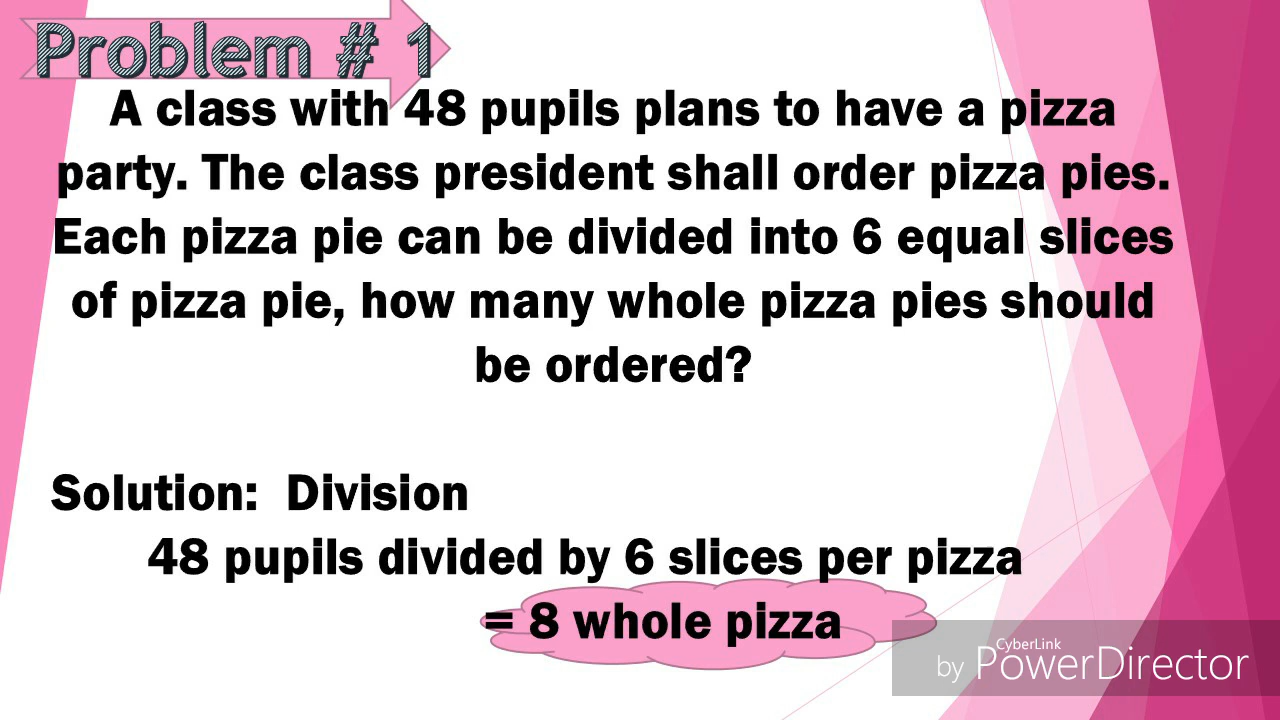 Problem # 1
A class with 48 pupils plans to have a pizza
party. The class president shall order pizza pies.
Each pizza pie can be divided into 6 equal slices
of pizza pie, how many whole pizza pies should
be ordered?
Solution: Division
48 pupils divided by 6 slices per pizza
= 8 whole pizza
CyberLink
by PowerDirector